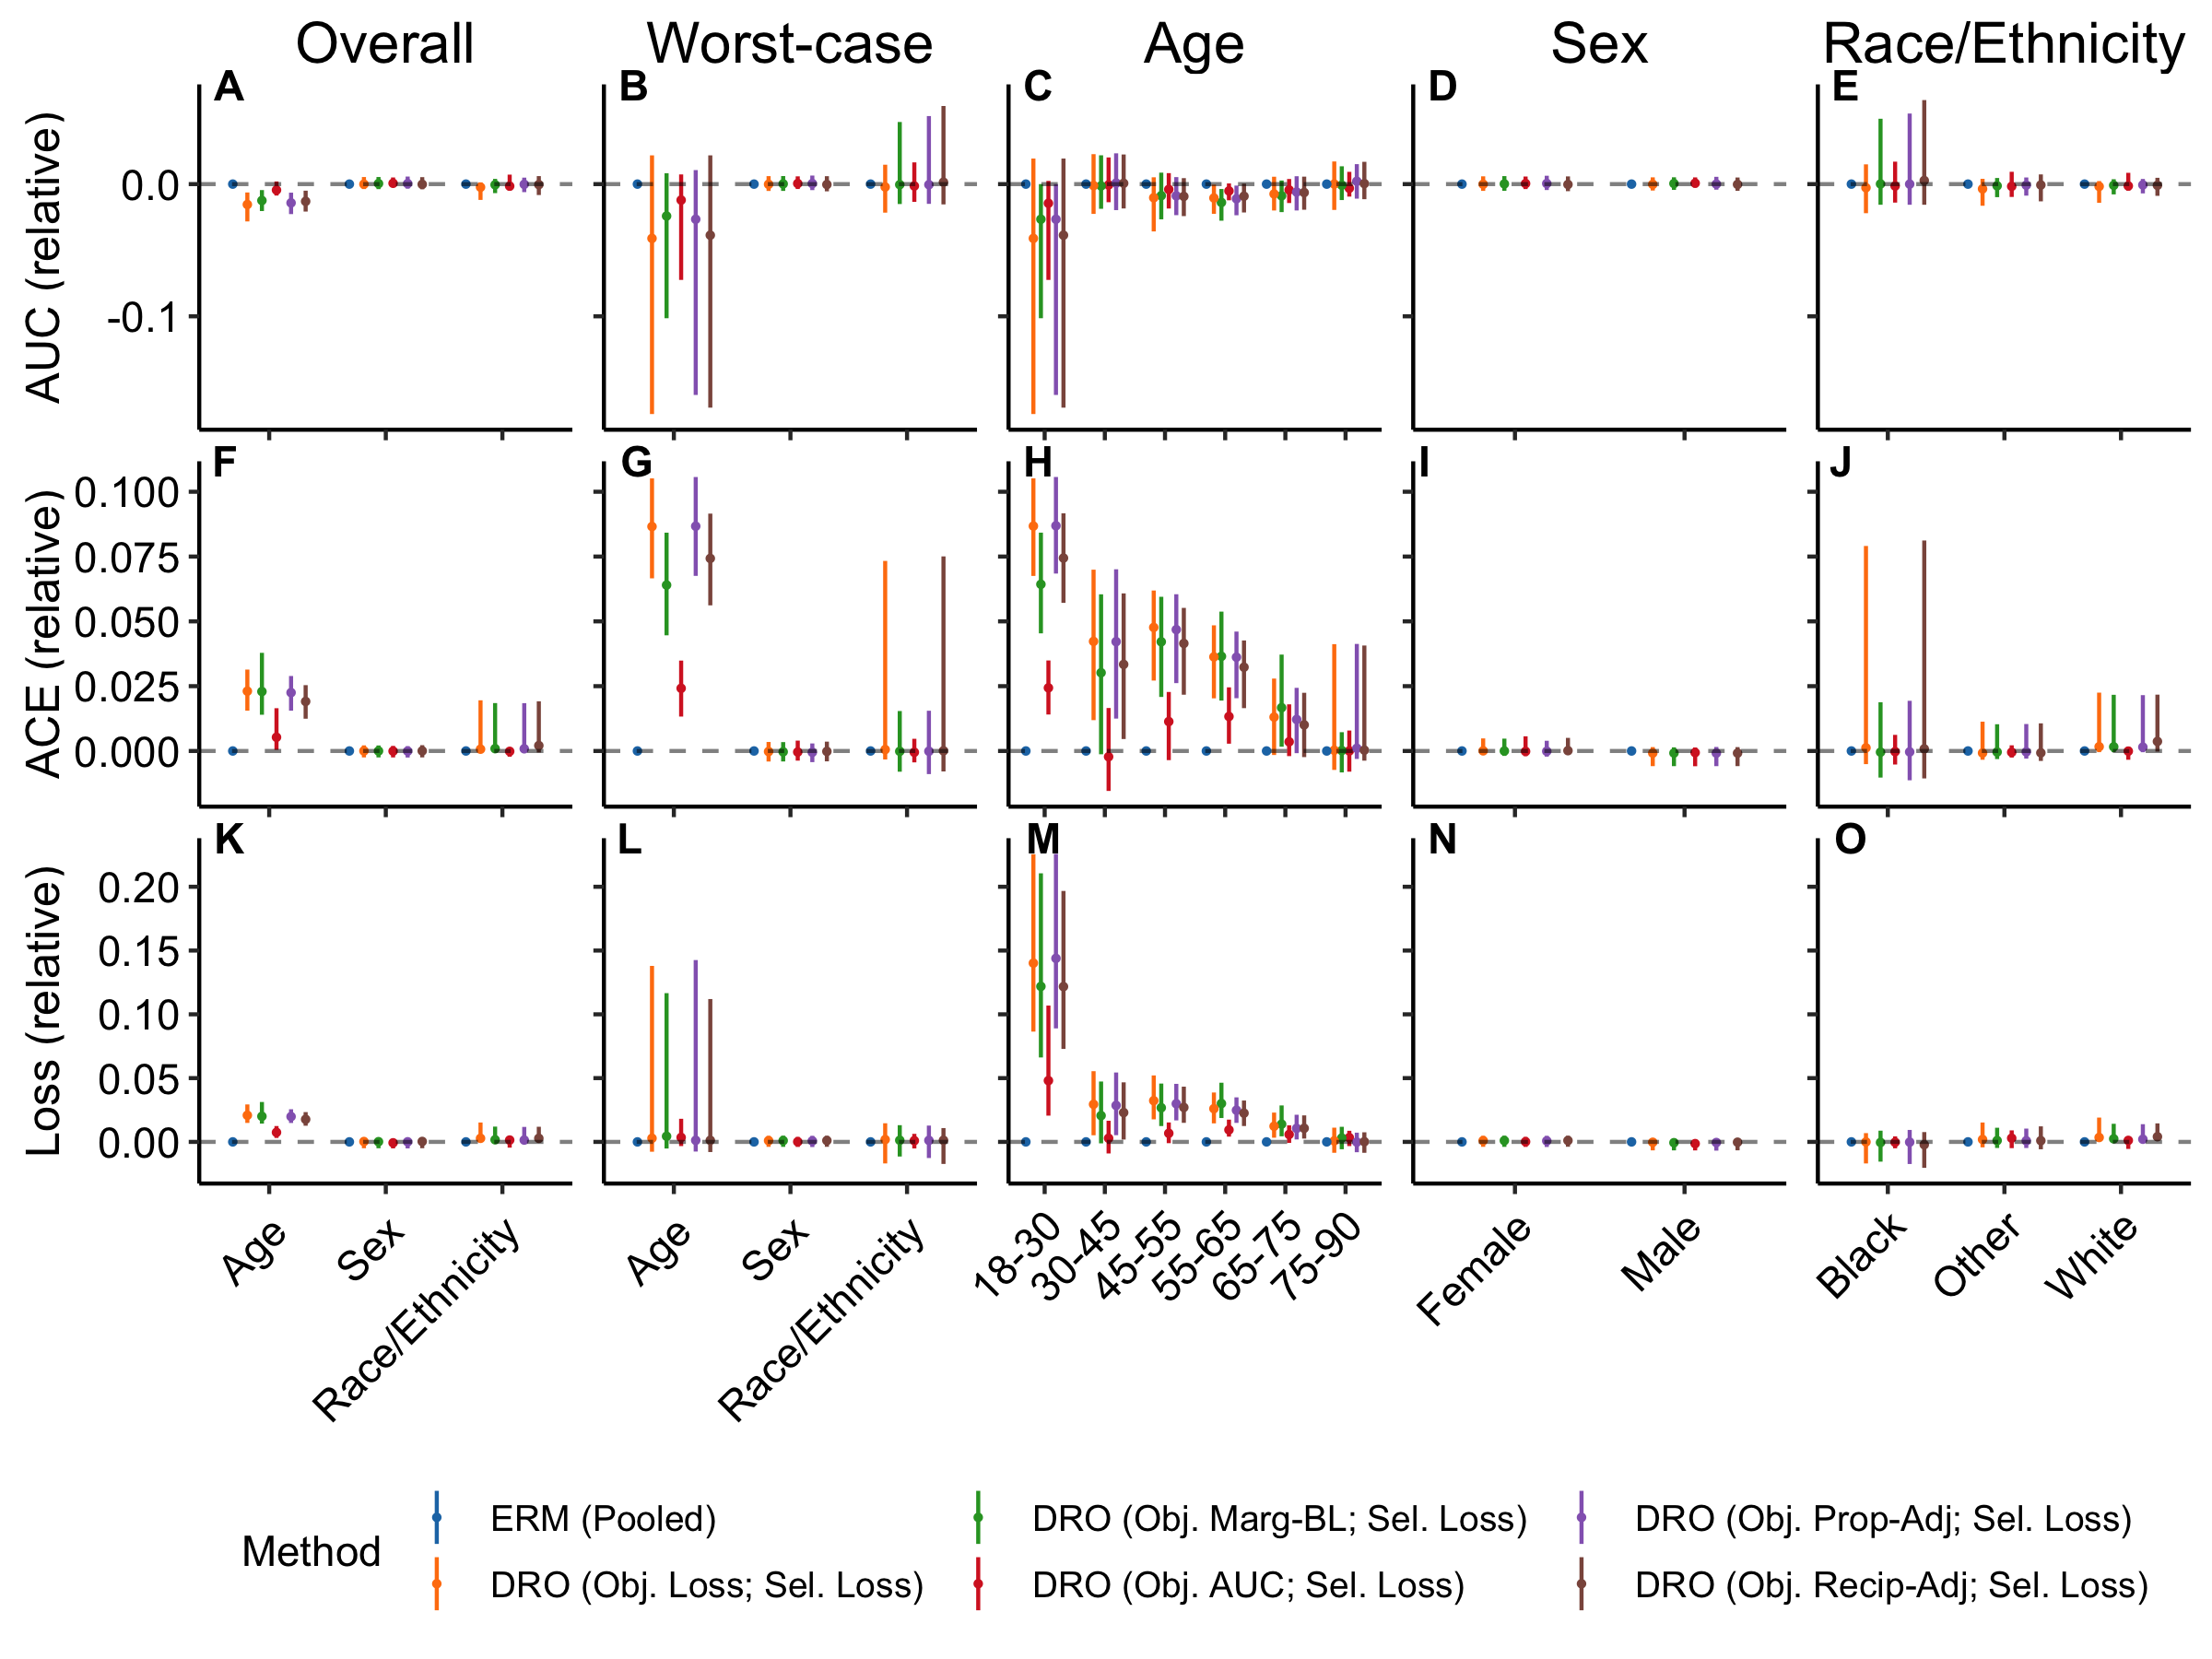 Overall Worst-case Age Sex Race/Ethnicity
A B C D E
AUC (relative)
0.0
-0.1
F G H I J
ACE (relative)
0.100
0.075
0.050
0.025
0.000
K L M N O
Loss (relative)
0.20
0.15
0.10
0.05
0.00
Age Sex Race/Ethnicity Age Sex Race/Ethnicity 18-30 30-45 45-55 55-65 65-75 75-90 Female Male Black Other White
Method
ERM (Pooled) DRO (Obj. Marg-BL; Sel. Loss) DRO (Obj. Prop-Adj; Sel. Loss)
DRO (Obj. Loss; Sel. Loss) DRO (Obj. AUC; Sel. Loss) DRO (Obj. Recip-Adj; Sel. Loss)